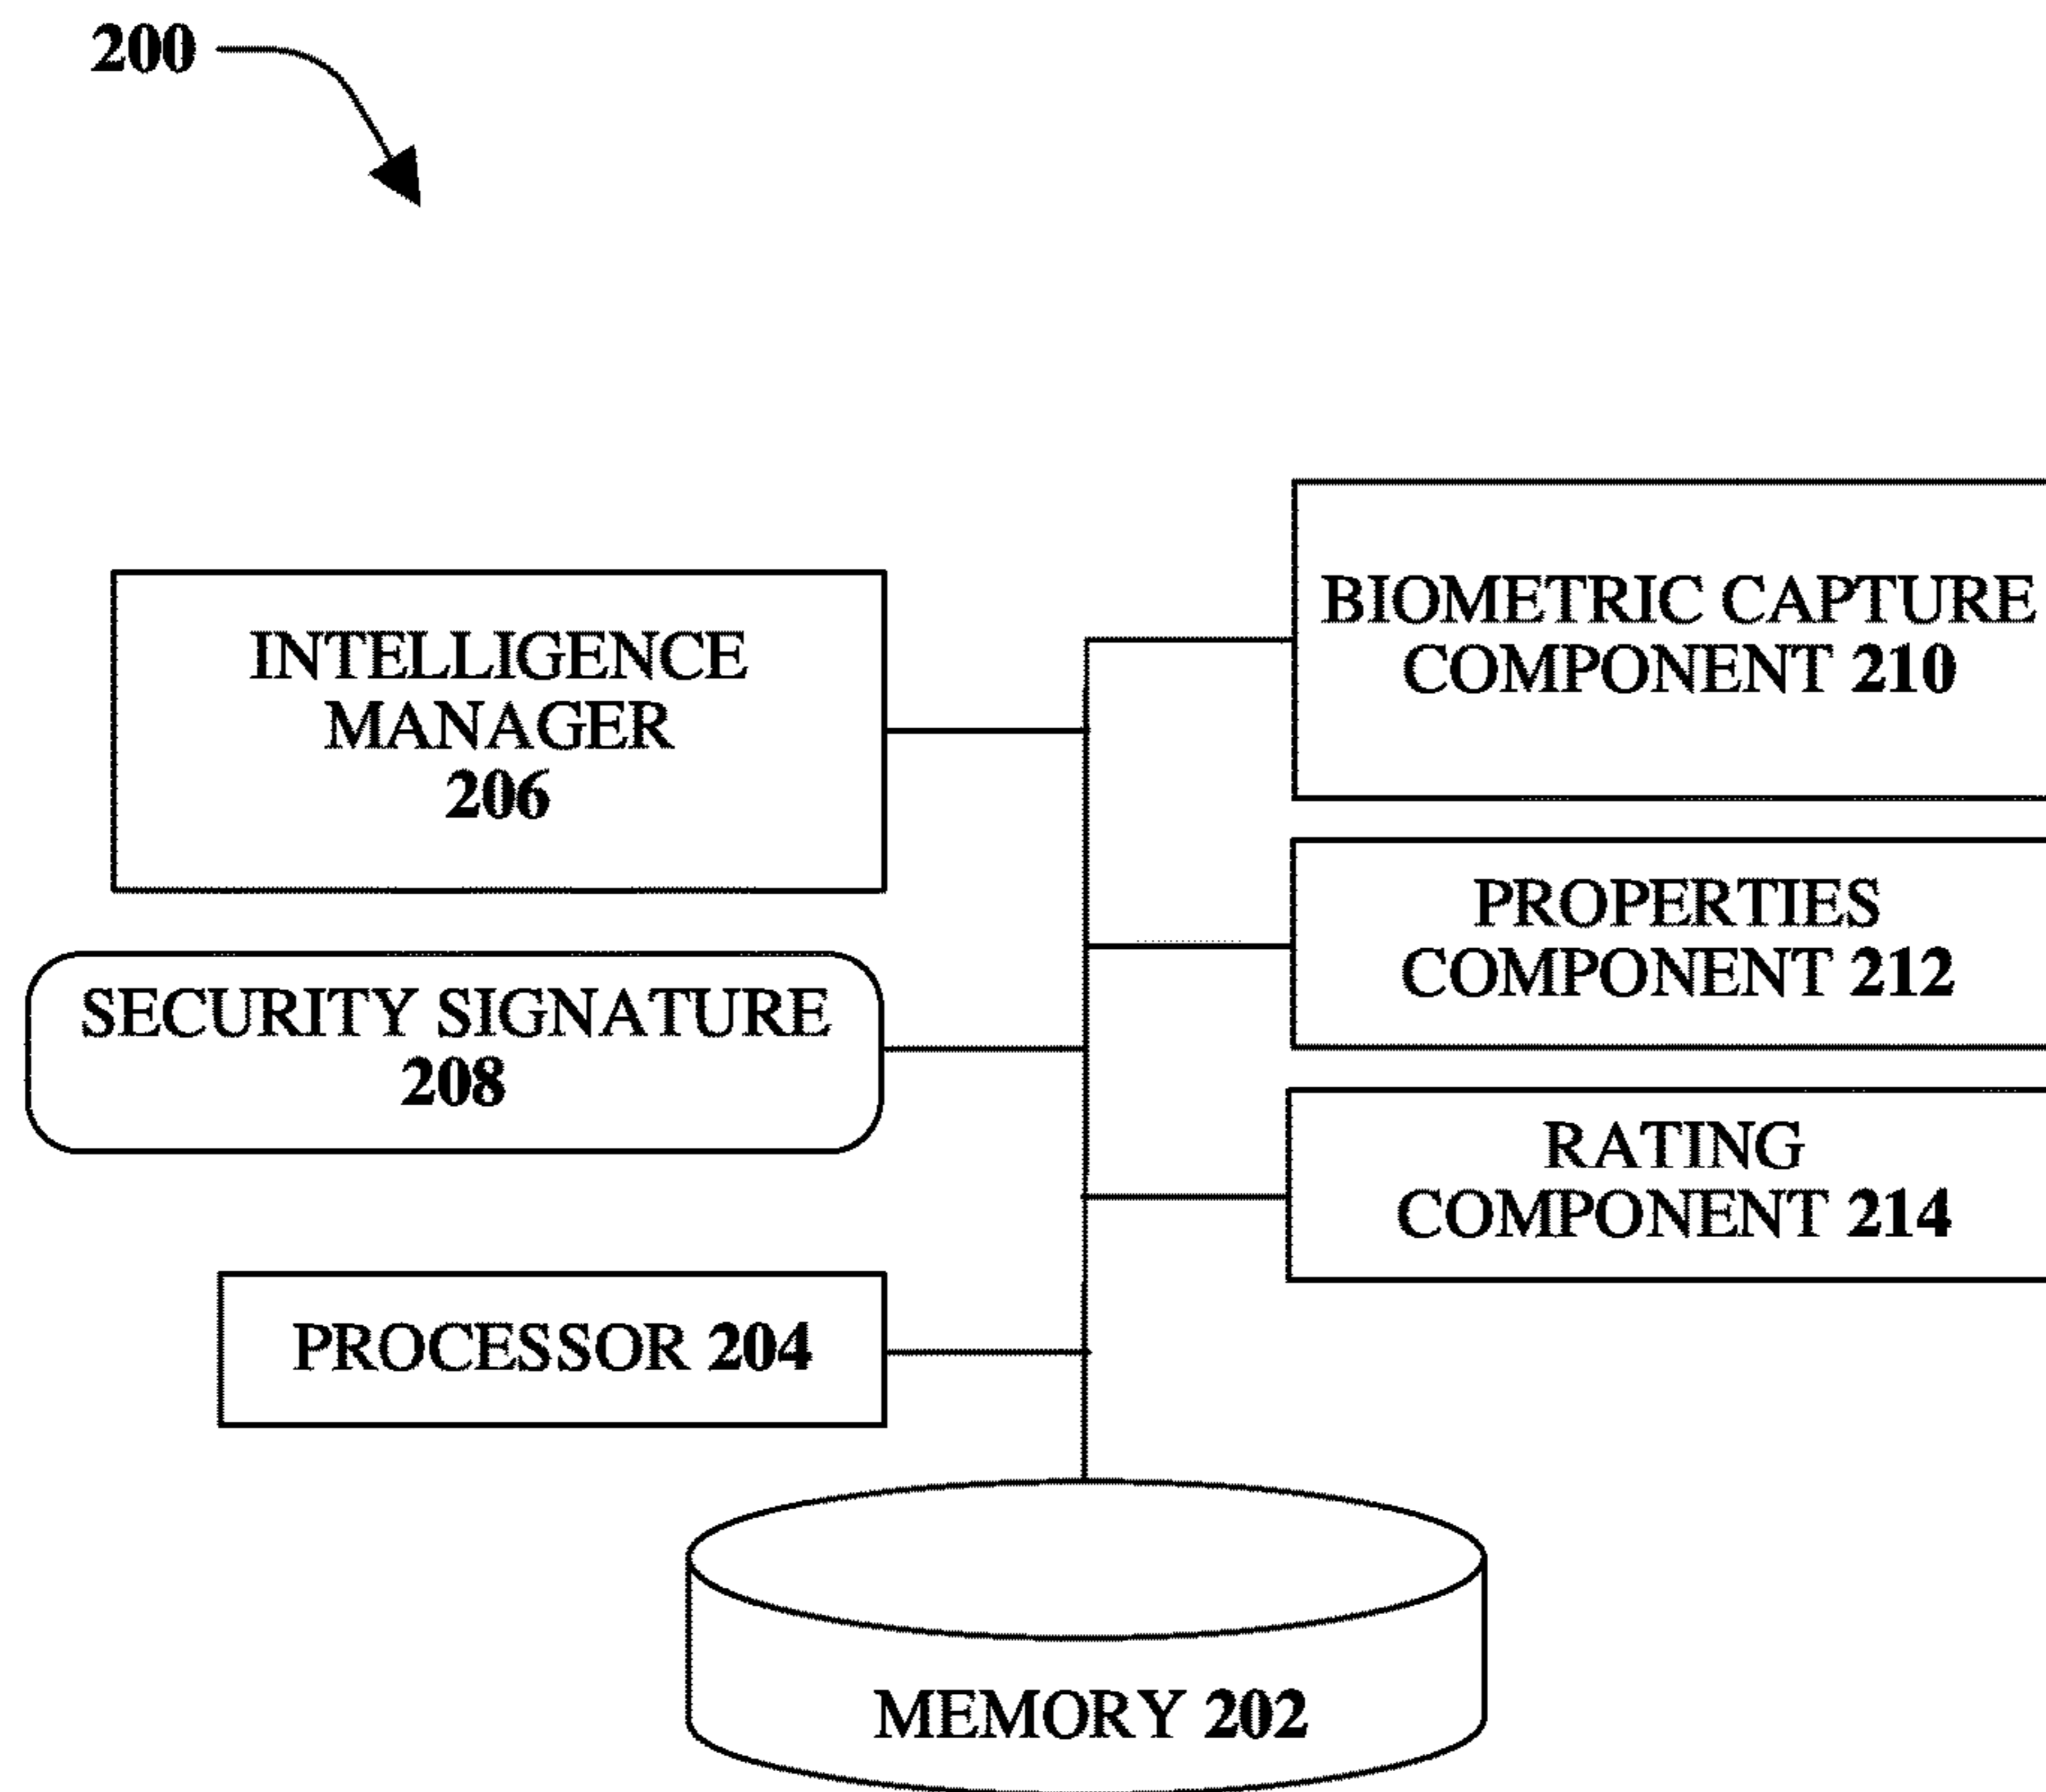 200
INTELLIGENCE
MANAGER
206
SECURITY SIGNATURE
208
PROCESSOR 204
BIOMETRIC CAPTURE
COMPONENT 210
PROPERTIES
COMPONENT 212
RATING
COMPONENT 214
MEMORY 202